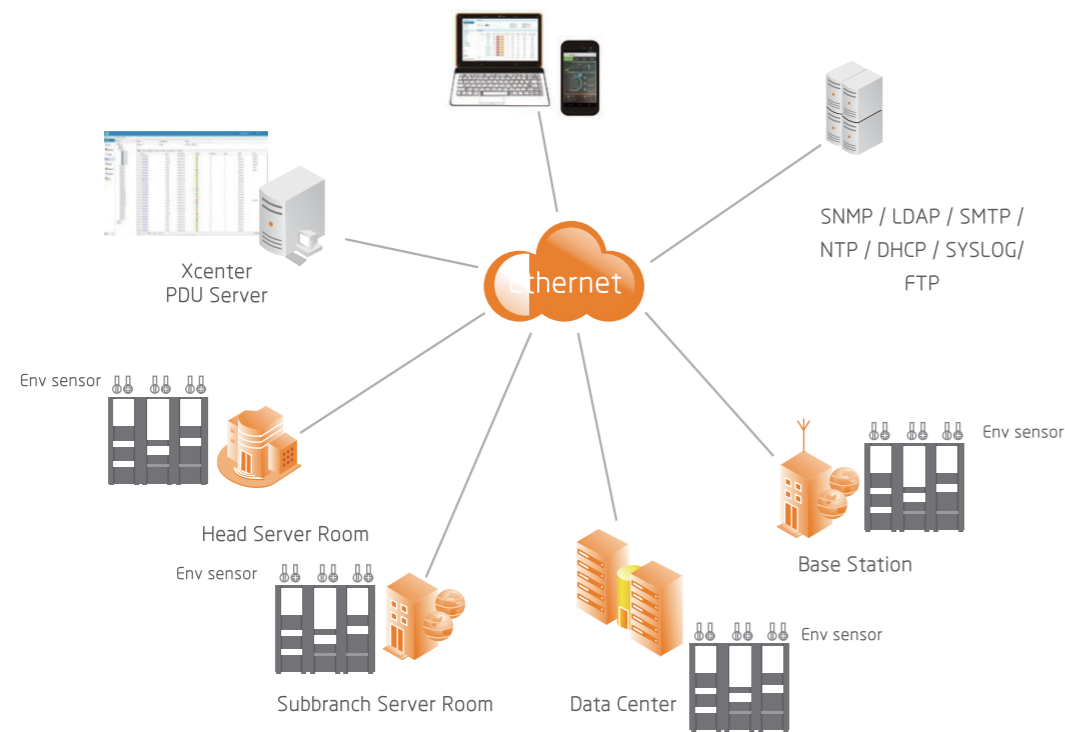 SNMP / LDAP / SMTP /
NTP / DHCP / SYSLOG/
FTP
Xcenter
PDU Server
ethernet
Env sensor
Env sensor
Head Server Room
Base Station
Env sensor
Env sensor
Subbranch Server Room
Data Center